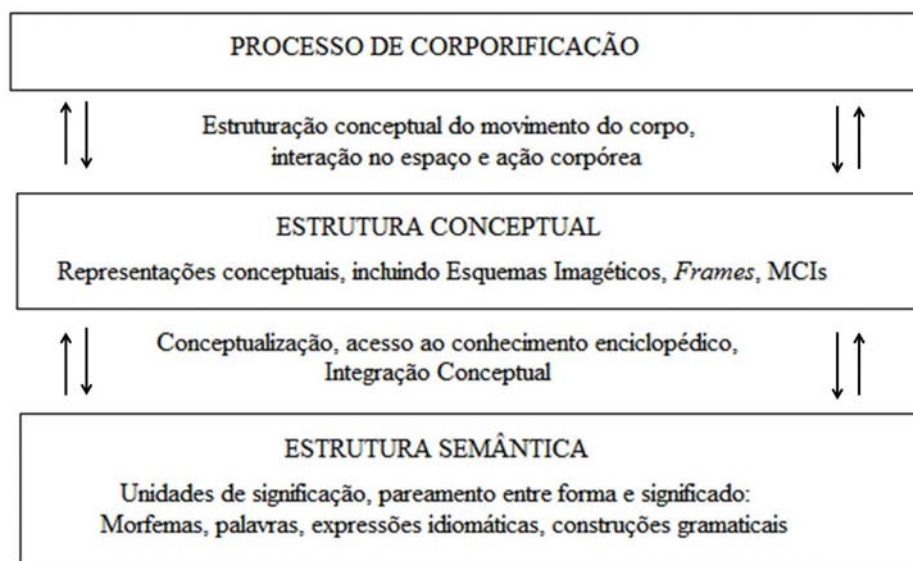 PROCESSO DE CORPORIFICAÇÃO
Estruturação conceptual do movimento do corpo,
interação no espaço e ação corpórea
ESTRUTURA CONCEPTUAL
Representações conceptuais, incluindo Esquemas Imagéticos, Frames, MCIs
Conceptualização, acesso ao conhecimento enciclopédico,
Integração Conceptual
ESTRUTURA SEMÂNTICA
Unidades de significação, pareamento entre forma e significado:
Morfemas, palavras, expressões idiomáticas, construções gramaticais